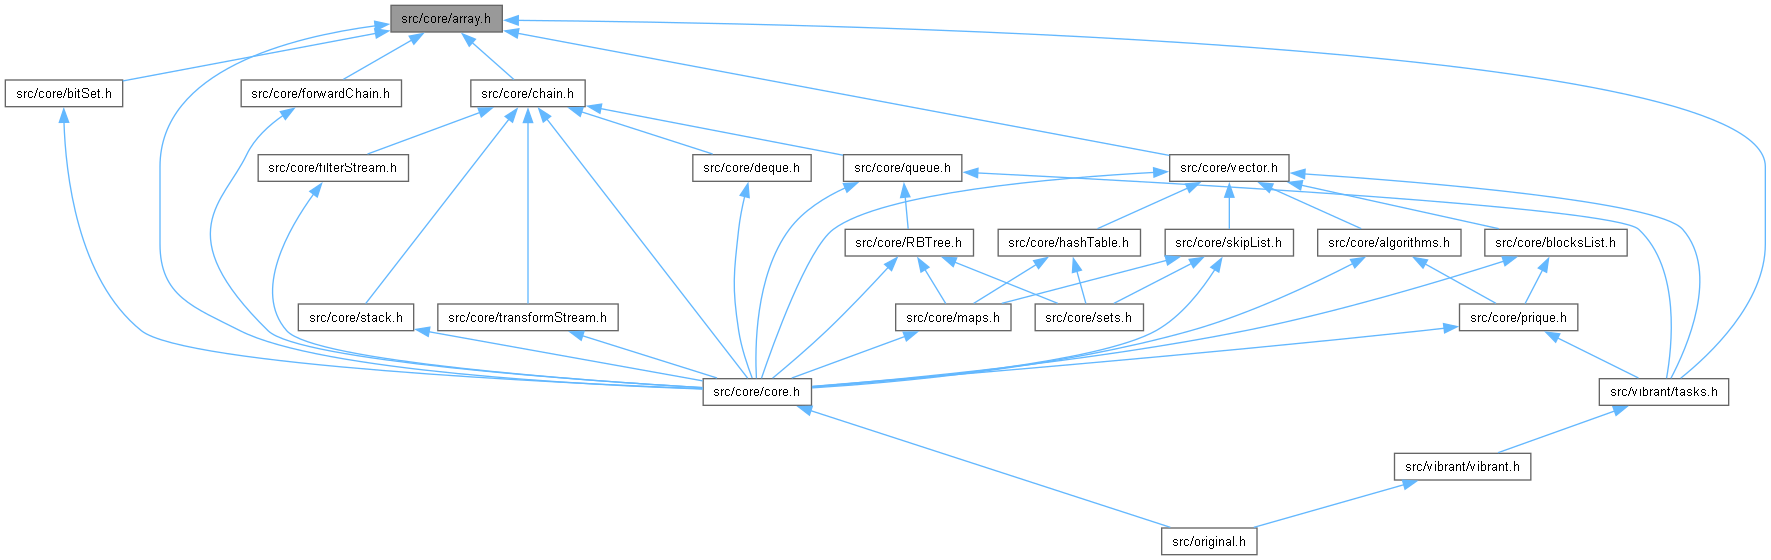 src/core/array.h
src/core/bitSet.h
src/core/forwardChain.h
src/core/chain.h
src/core/filterStream.h
src/core/deque.h
src/core/queue.h
src/core/vector.h
src/core/RBTree.h
src/core/hashTable.h
src/core/skipList.h
src/core/algorithms.h
src/core/blocksList.h
src/core/stack.h
src/core/transformStream.h
src/core/maps.h
src/core/sets.h
src/core/prique.h
src/core/core.h
src/vibrant/tasks.h
src/vibrant/vibrant.h
src/original.h